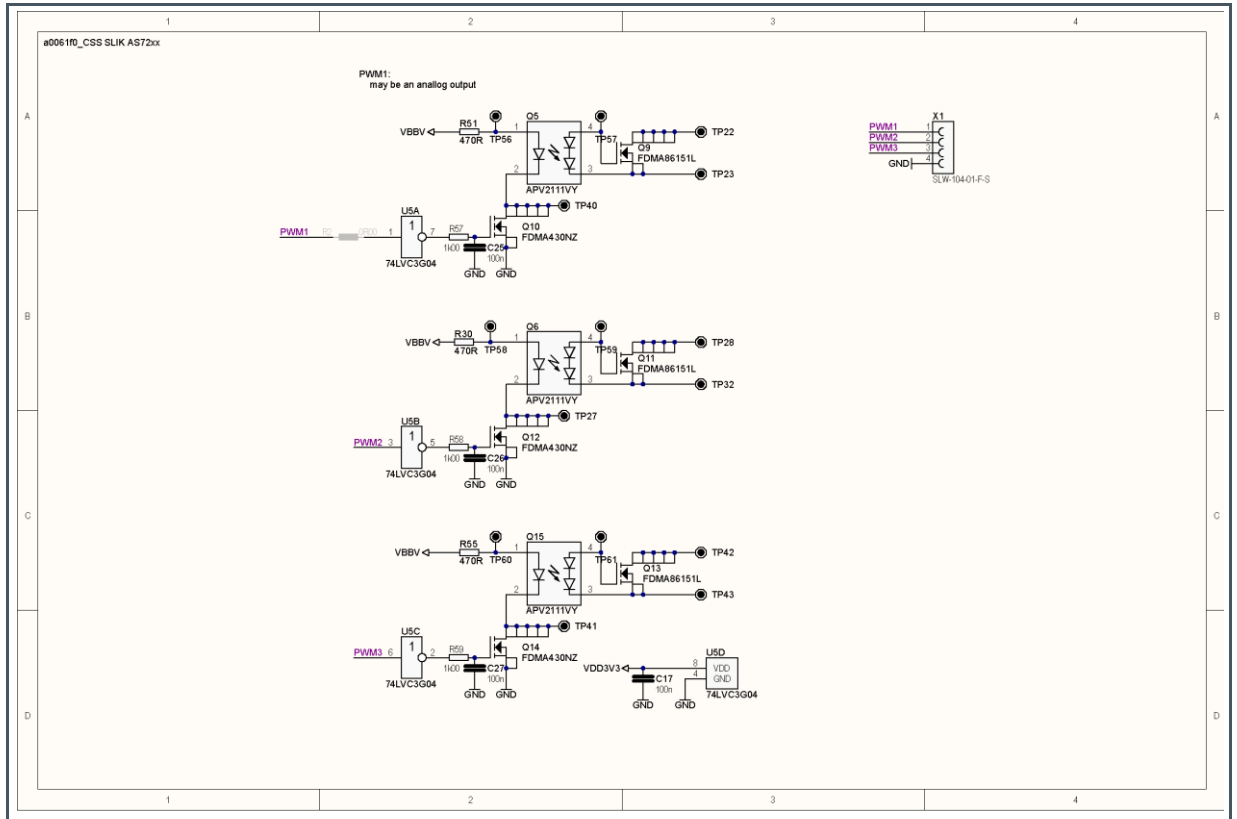 1 2 3 4
a0061f0_CSS SLIK AS72xx
PWM1:
may be an analog output
A A
VBBV R51 470R TP56 1 Q5 4 TP57 TP22
Q9
FDMA86151L
2 3 TP23
APV2111VY
X1
PWM1 1
PWM2 2
PWM3 3
GND 4
SLW-104-01-F-S
TP40
U5A
PWM1 R2 0R00 1 1 7 R57 1k00 Q10
FDMA430NZ
C25
100n
74LVC3G04
GND GND
B B
VBBV R30 470R TP58 1 Q6 4 TP59 TP28
Q11
FDMA86151L
2 3 TP32
APV2111VY
TP27
U5B
PWM2 3 1 5 R58 1k00 Q12
FDMA430NZ
C26
100n
74LVC3G04
GND GND
C C
VBBV R55 470R TP60 1 Q15 4 TP61 TP42
Q13
FDMA86151L
2 3 TP43
APV2111VY
TP41
U5C
PWM3 6 1 2 R59 1k00 Q14
FDMA430NZ
C27
100n
74LVC3G04
GND GND
U5D
VDD3V3 8 VDD
4 GND
C17
100n
74LVC3G04
GND GND
D D
1 2 3 4